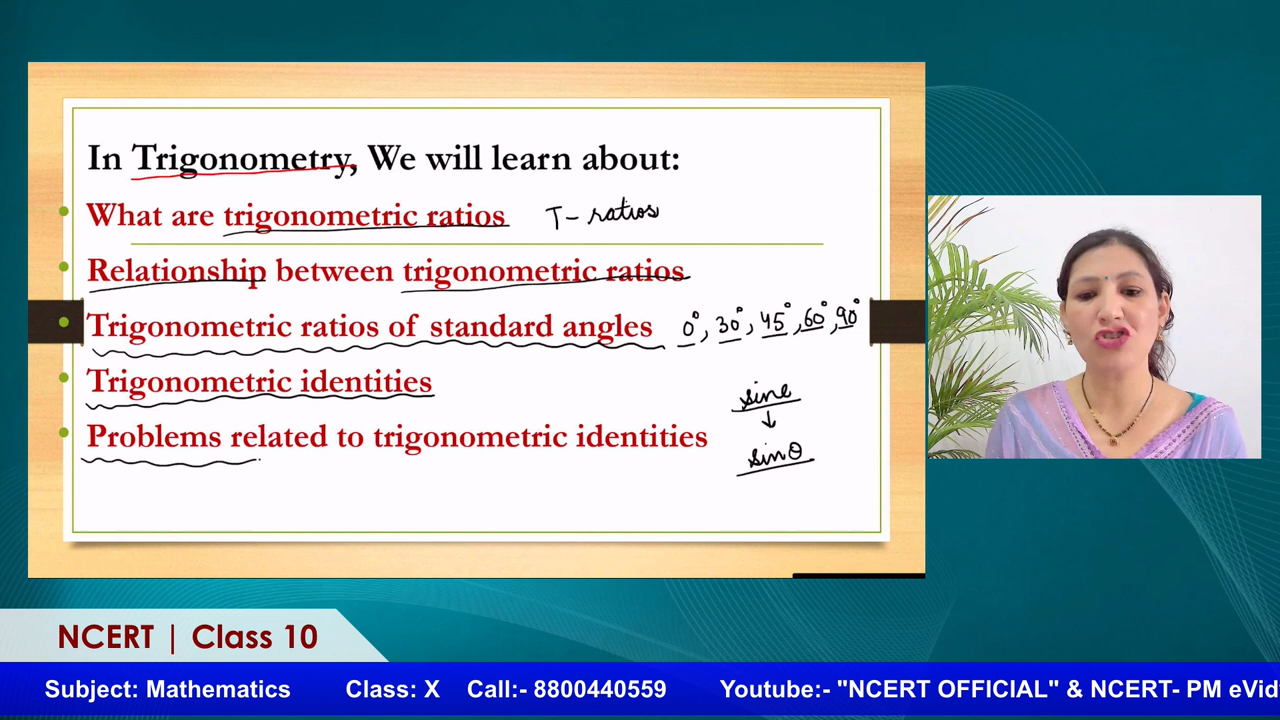 In Trigonometry, We will learn about:
• What are trigonometric ratios T- ratios
• Relationship between trigonometric ratios
• Trigonometric ratios of standard angles 0°, 30°, 45°, 60°, 90°
• Trigonometric identities
sine
↓
• Problems related to trigonometric identities
sinθ
NCERT | Class 10
Subject: Mathematics Class: X Call:- 8800440559 Youtube:- "NCERT OFFICIAL" & NCERT- PM eVid